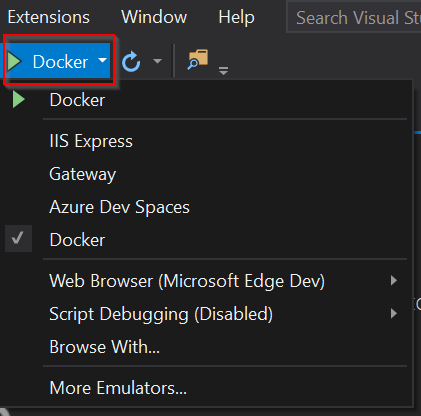 Extensions Window Help Search Visual Stu
Docker
Docker
IIS Express
Gateway
Azure Dev Spaces
Docker
Web Browser (Microsoft Edge Dev)
Script Debugging (Disabled)
Browse With...
More Emulators...